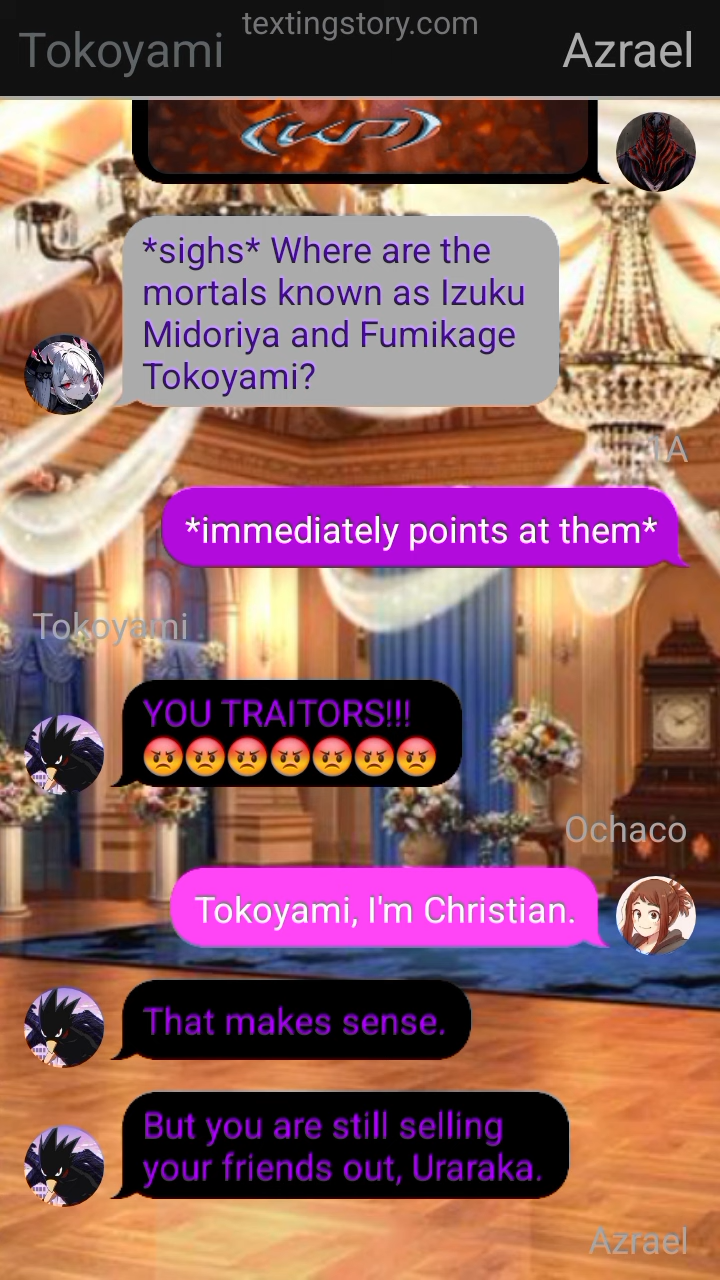 textingstory.com
Tokoyami
Azrael
*sighs* Where are the
mortals known as Izuku
Midoriya and Fumikage
Tokoyami?
1A
*immediately points at them*
Tokoyami
YOU TRAITORS!!!
😡😡😡😡😡😡😡
Ochaco
Tokoyami, I'm Christian.
That makes sense.
But you are still selling
your friends out, Uraraka.
Azrael